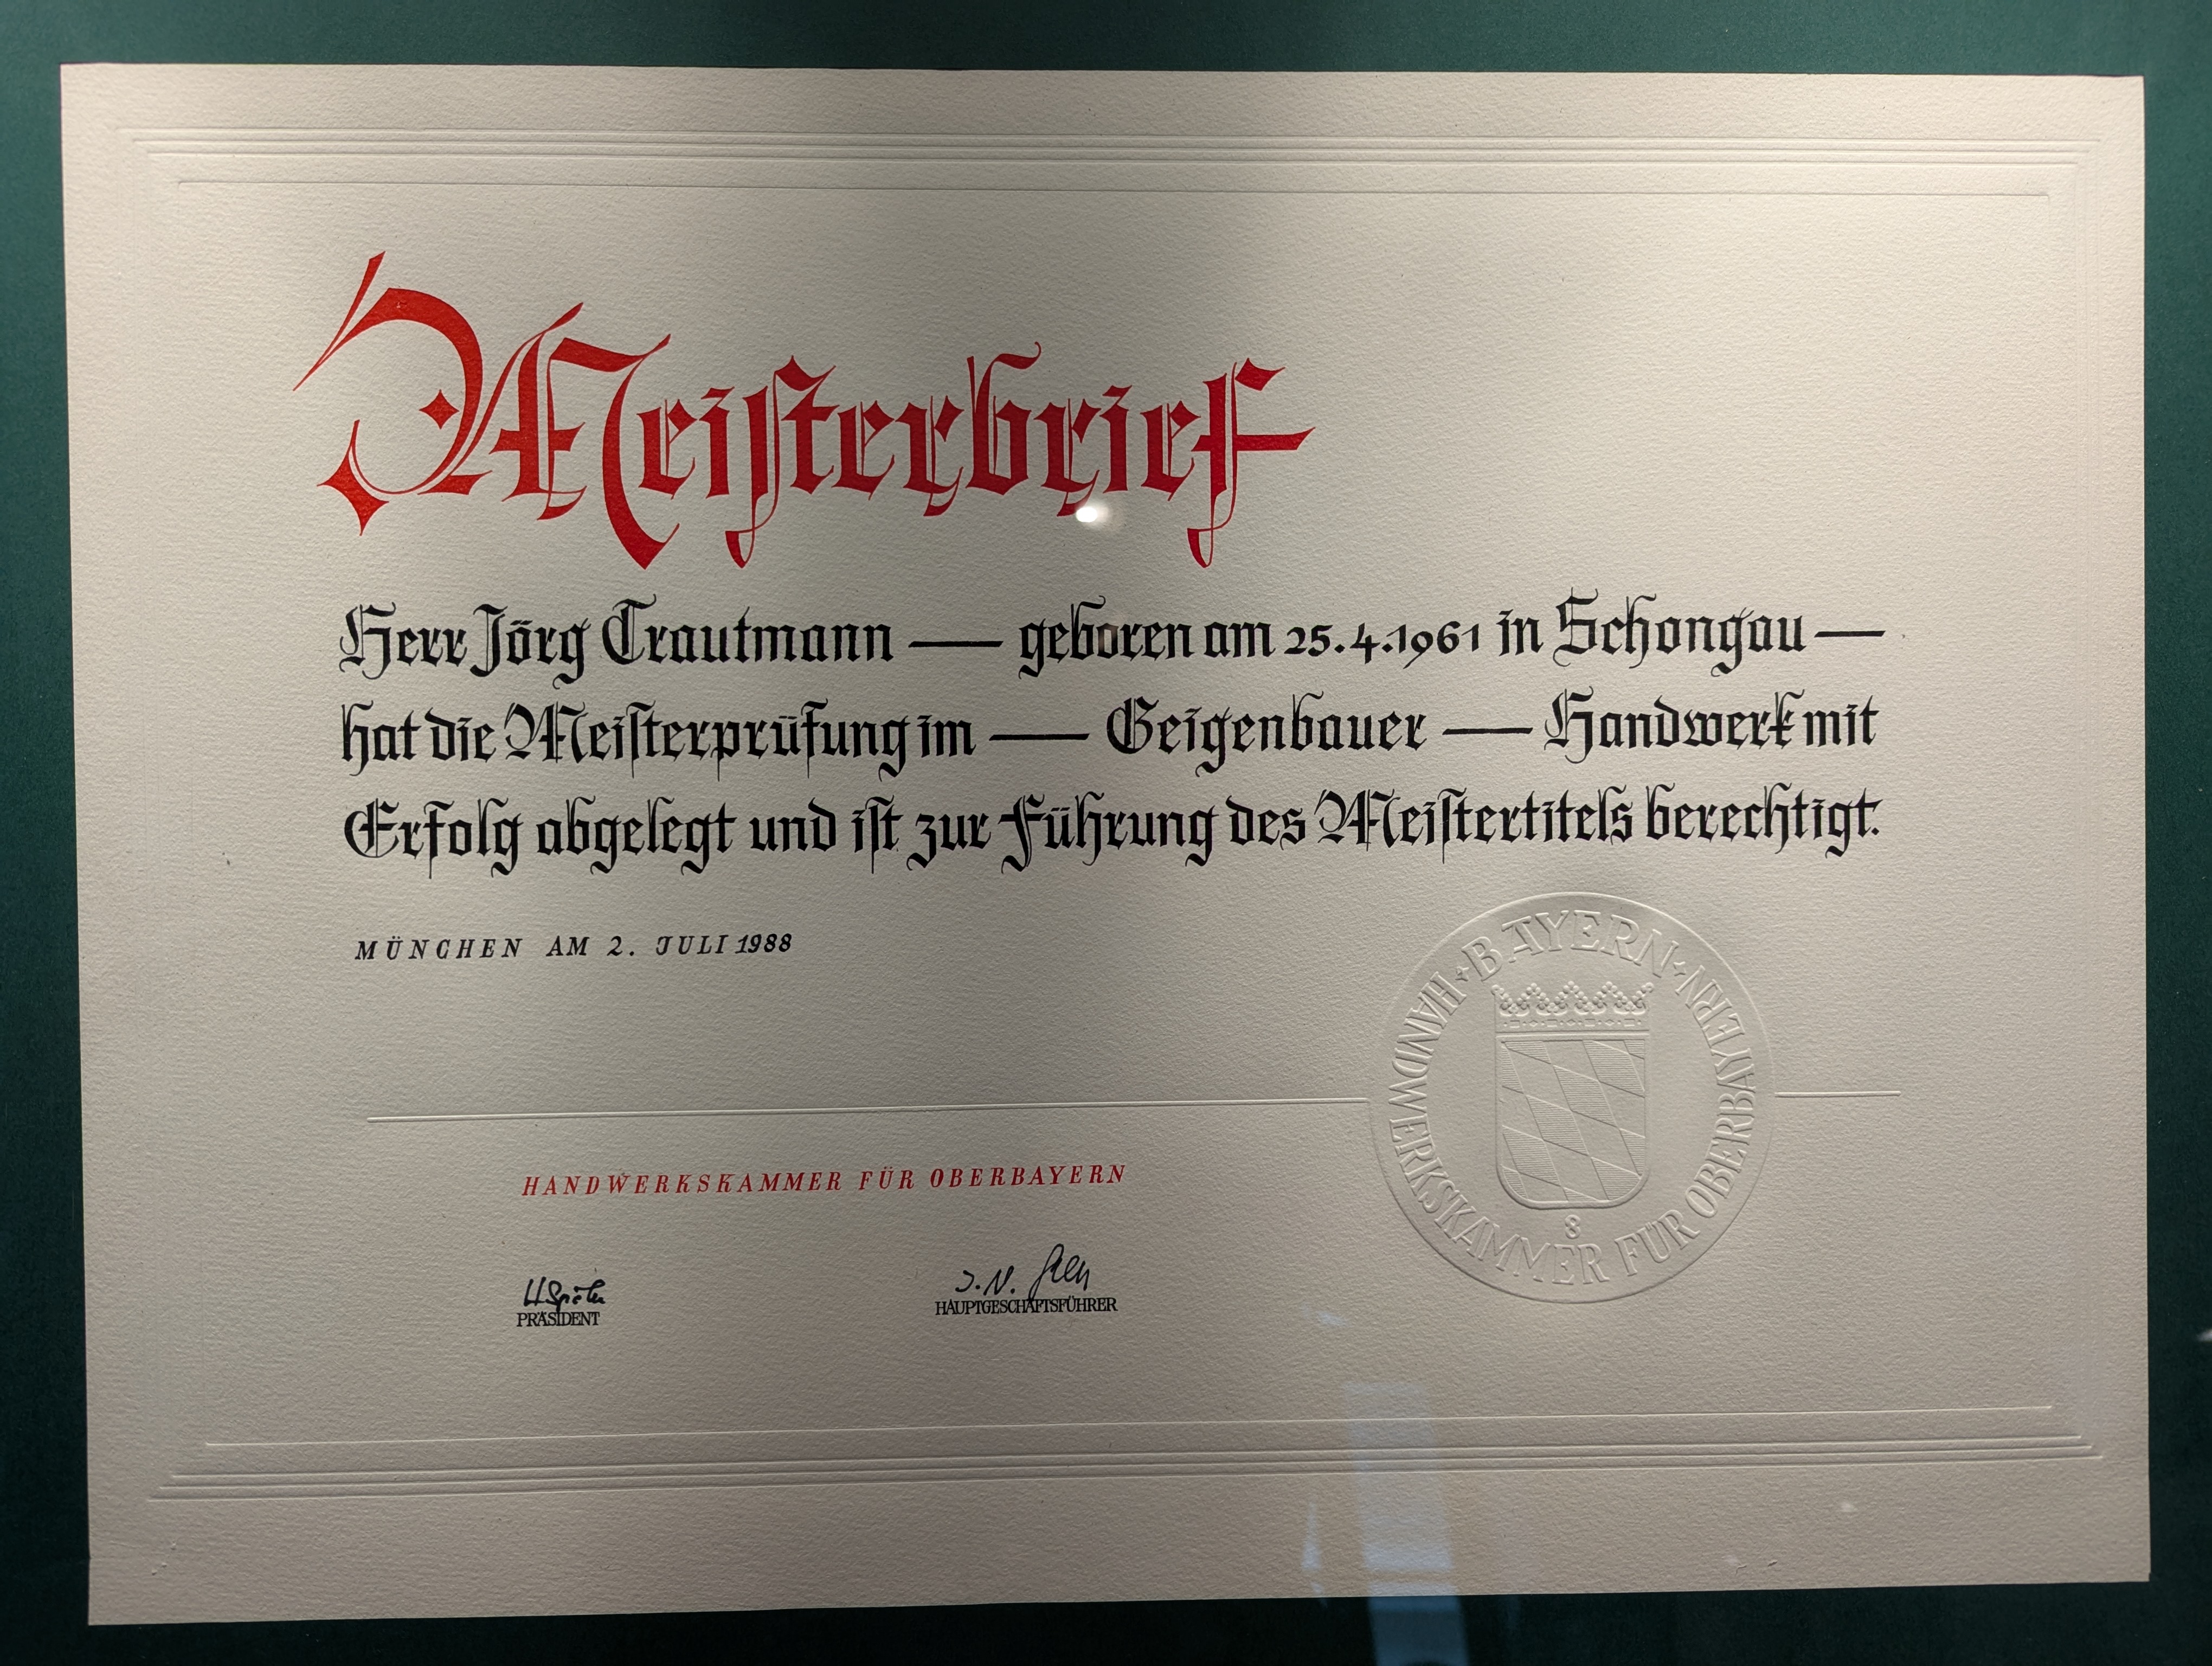 Meisterbrief
Herr Jörg Trautmann — geboren am 25.4.1961 in Schongau —
hat die Meisterprüfung im — Geigenbauer — Handwerk mit
Erfolg abgelegt und ist zur Führung des Meistertitels berechtigt.
MÜNCHEN AM 2. JULI 1988
· BAYERN ·
HANDWERKSKAMMER FÜR OBERBAYERN
8
HANDWERKSKAMMER FÜR OBERBAYERN
PRÄSIDENT
HAUPTGESCHÄFTSFÜHRER